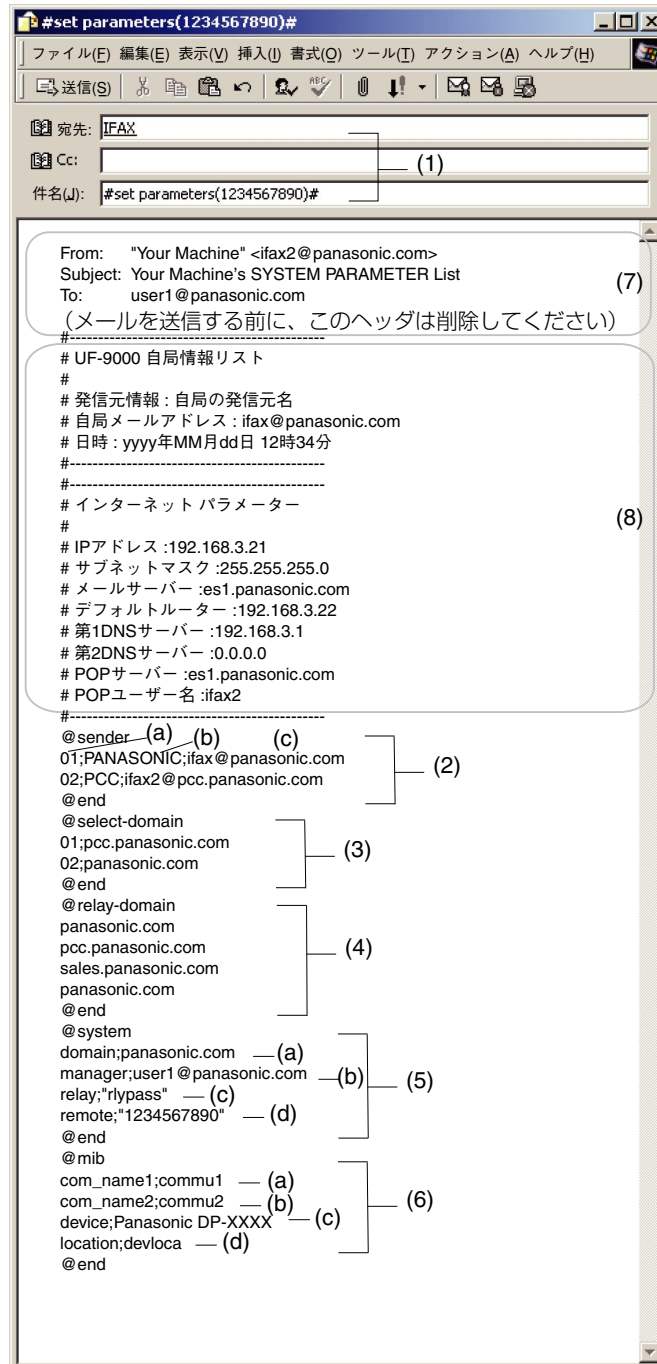 #set parameters(1234567890)#
ファイル(F) 編集(E) 表示(V) 挿入(I) 書式(O) ツール(T) アクション(A) ヘルプ(H)
送信(S)
宛先: IFAX
Cc:
(1)
件名(J): #set parameters(1234567890)#
From: "Your Machine" <ifax2@panasonic.com>
Subject: Your Machine's SYSTEM PARAMETER List
(7)
To: user1@panasonic.com
(メールを送信する前に、このヘッダは削除してください)
#---------------------------------------------
# UF-9000 自局情報リスト
#
# 発信元情報 : 自局の発信元名
# 自局メールアドレス : ifax@panasonic.com
# 日時 : yyyy年MM月dd日 12時34分
#---------------------------------------------
#---------------------------------------------
# インターネット パラメーター
#
(8)
# IPアドレス :192.168.3.21
# サブネットマスク :255.255.255.0
# メールサーバー :es1.panasonic.com
# デフォルトルーター :192.168.3.22
# 第1DNSサーバー :192.168.3.1
# 第2DNSサーバー :0.0.0.0
# POPサーバー :es1.panasonic.com
# POPユーザー名 :ifax2
#---------------------------------------------
@sender (a) (b) (c)
01;PANASONIC;ifax@panasonic.com
(2)
02;PCC;ifax2@pcc.panasonic.com
@end
@select-domain
01;pcc.panasonic.com
(3)
02;panasonic.com
@end
@relay-domain
panasonic.com
pcc.panasonic.com (4)
sales.panasonic.com
panasonic.com
@end
@system
domain;panasonic.com (a)
manager;user1@panasonic.com (b) (5)
relay;"rlypass" (c)
remote;"1234567890" (d)
@end
@mib
com_name1;commu1 (a)
com_name2;commu2 (b) (6)
device;Panasonic DP-XXXX (c)
location;devloca (d)
@end